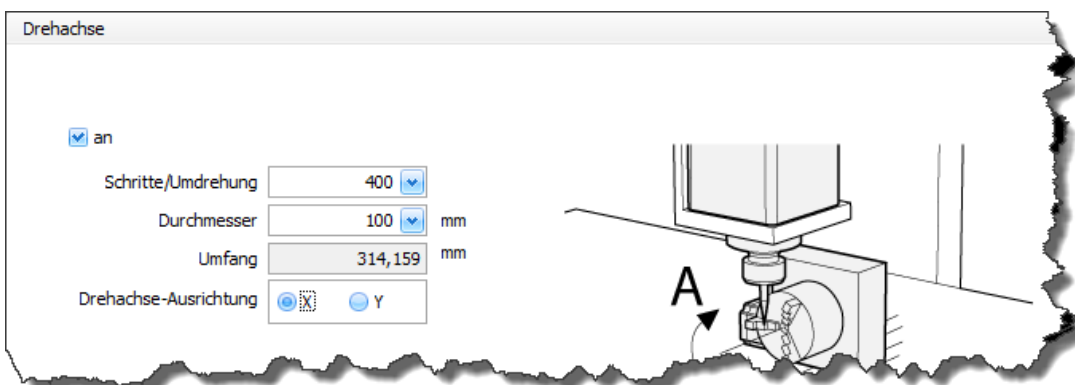 Drehachse
an
Schritte/Umdrehung 400
Durchmesser 100 mm
Umfang 314,159 mm
Drehachse-Ausrichtung X Y
A